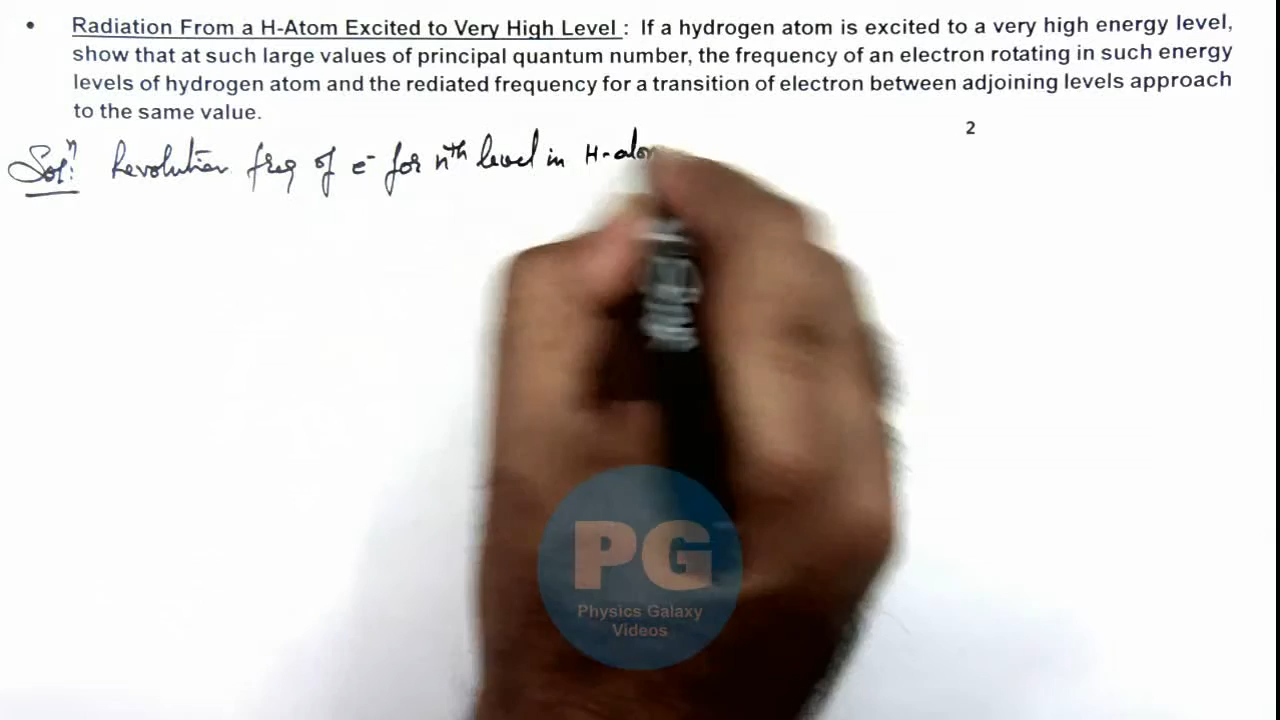 • Radiation From a H-Atom Excited to Very High Level : If a hydrogen atom is excited to a very high energy level,
show that at such large values of principal quantum number, the frequency of an electron rotating in such energy
levels of hydrogen atom and the rediated frequency for a transition of electron between adjoining levels approach
to the same value.
2
Solⁿ: Revolution freq of e⁻ for nᵗʰ level in H-atom
PG
Physics Galaxy
Videos